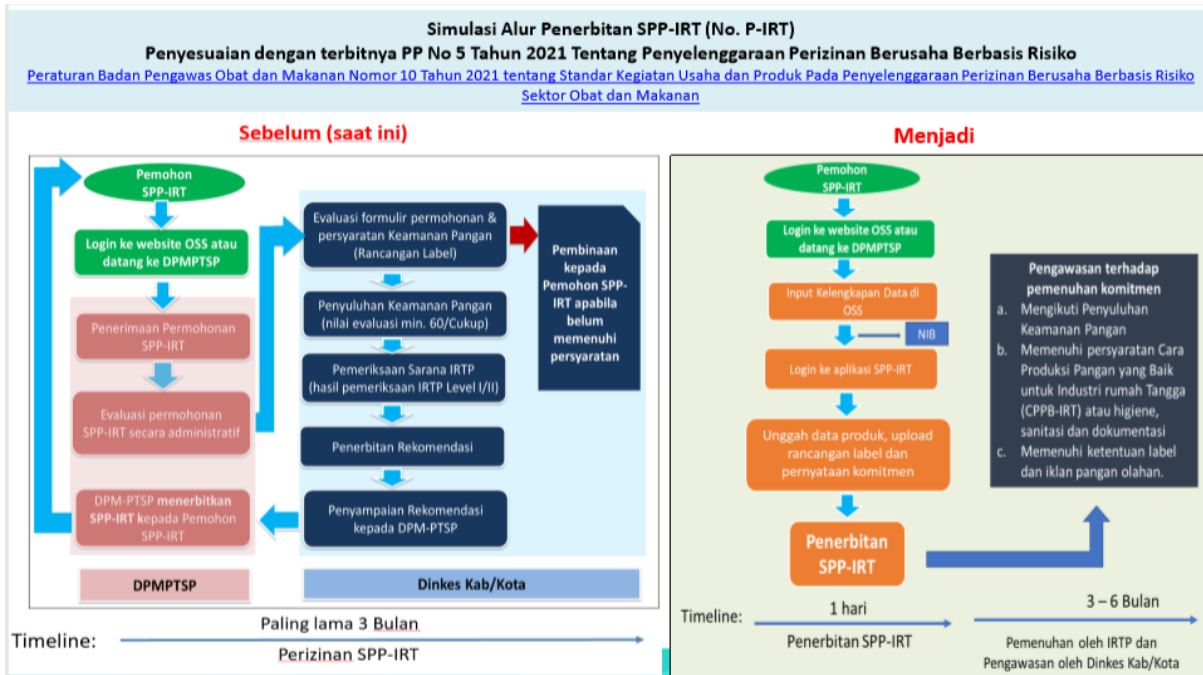 Simulasi Alur Penerbitan SPP-IRT (No. P-IRT)
Penyesuaian dengan terbitnya PP No 5 Tahun 2021 Tentang Penyelenggaraan Perizinan Berusaha Berbasis Risiko
Peraturan Badan Pengawas Obat dan Makanan Nomor 10 Tahun 2021 tentang Standar Kegiatan Usaha dan Produk Pada Penyelenggaraan Perizinan Berusaha Berbasis Risiko
Sektor Obat dan Makanan
Sebelum (saat ini)
Pemohon
SPP-IRT
Login ke website OSS atau
datang ke DPMPTSP
Penerimaan Permohonan
SPP-IRT
Evaluasi permohonan
SPP-IRT secara administratif
DPM-PTSP menerbitkan
SPP-IRT kepada Pemohon
SPP-IRT
DPMPTSP
Evaluasi formulir permohonan &
persyaratan Keamanan Pangan
(Rancangan Label)
Penyuluhan Keamanan Pangan
(nilai evaluasi min. 60/Cukup)
Pemeriksaan Sarana IRTP
(hasil pemeriksaan IRTP Level I/II)
Penerbitan Rekomendasi
Penyampaian Rekomendasi
kepada DPM-PTSP
Pembinaan
kepada
Pemohon SPP-
IRT apabila
belum
memenuhi
persyaratan
Dinkes Kab/Kota
Timeline:
Paling lama 3 Bulan
Perizinan SPP-IRT
Menjadi
Pemohon
SPP-IRT
Login ke website OSS atau
datang ke DPMPTSP
Input Kelengkapan Data di
OSS
NIB
Login ke aplikasi SPP-IRT
Unggah data produk, upload
rancangan label dan
pernyataan komitmen
Penerbitan
SPP-IRT
Pengawasan terhadap
pemenuhan komitmen
a. Mengikuti Penyuluhan
Keamanan Pangan
b. Memenuhi persyaratan Cara
Produksi Pangan yang Baik
untuk Industri rumah Tangga
(CPPB-IRT) atau higiene,
sanitasi dan dokumentasi
c. Memenuhi ketentuan label
dan iklan pangan olahan.
Timeline:
1 hari
Penerbitan SPP-IRT
3 – 6 Bulan
Pemenuhan oleh IRTP dan
Pengawasan oleh Dinkes Kab/Kota